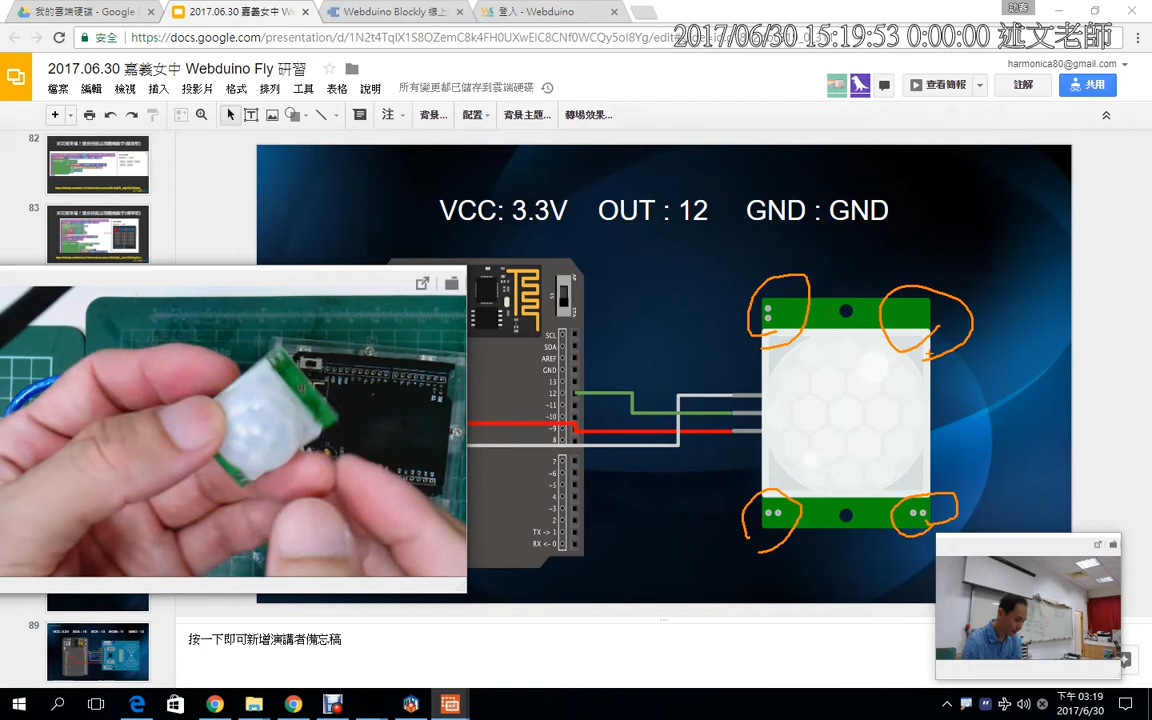 我的雲端硬碟 - Google
2017.06.30 嘉義女中 W
Webduino Blockly 線上
登入 - Webduino
訪客
安全
https://docs.google.com/presentation/d/1N2t4TqlX1S8OZemC8k4FH0UXwEIC8CNf0WCQy5oI8Yg/edit
2017/06/30 15:19:53 0:00:00 述文老師
2017.06.30 嘉義女中 Webduino Fly 研習
harmonica80@gmail.com
檔案 編輯 檢視 插入 投影片 格式 排列 工具 表格 說明 所有變更都已儲存到雲端硬碟
查看簡報 註解 共用
注 背景... 配置 背景主題... 轉場效果...
82
83
89
VCC: 3.3V OUT : 12 GND : GND
SCL
SDA
AREF
GND
13
12
~11
~10
~9
8
7
~6
~5
4
~3
2
TX -> 1
RX <- 0
按一下即可新增演講者備忘稿
下午 03:19
2017/6/30